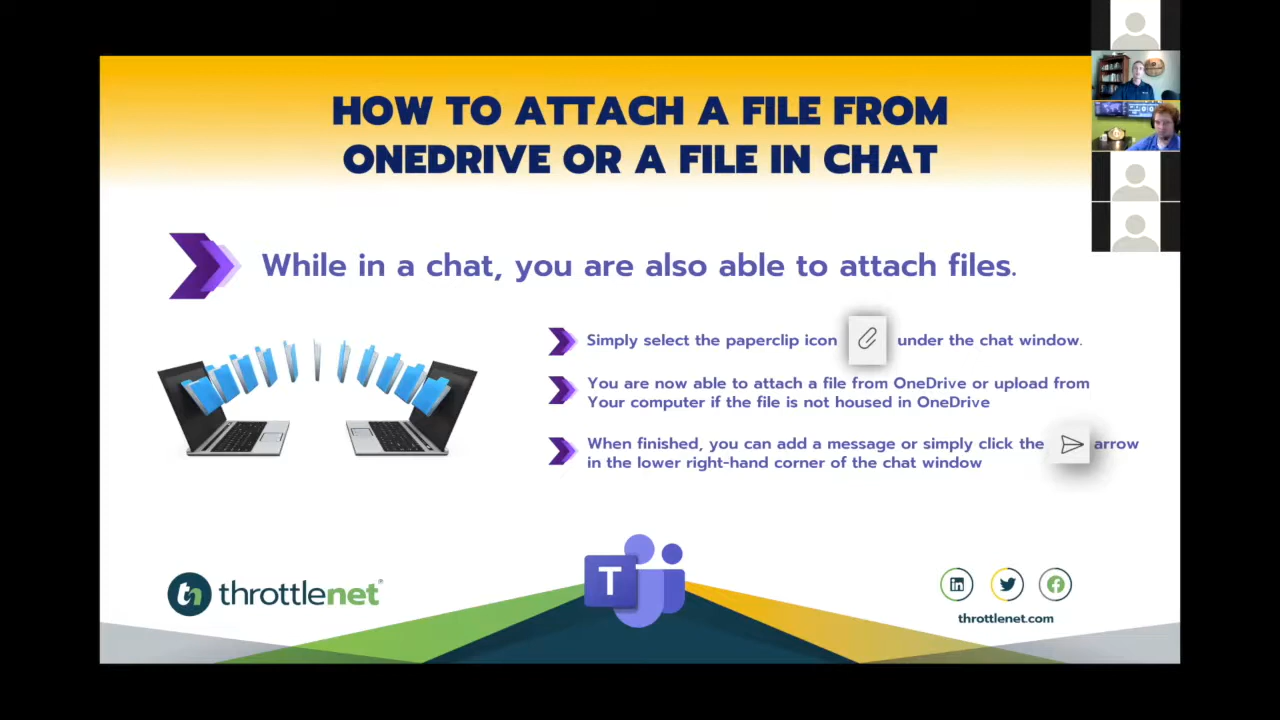 HOW TO ATTACH A FILE FROM
ONEDRIVE OR A FILE IN CHAT
While in a chat, you are also able to attach files.
Simply select the paperclip icon under the chat window.
You are now able to attach a file from OneDrive or upload from
Your computer if the file is not housed in OneDrive
When finished, you can add a message or simply click the arrow
in the lower right-hand corner of the chat window
T
tn throttlenet®
in
throttlenet.com